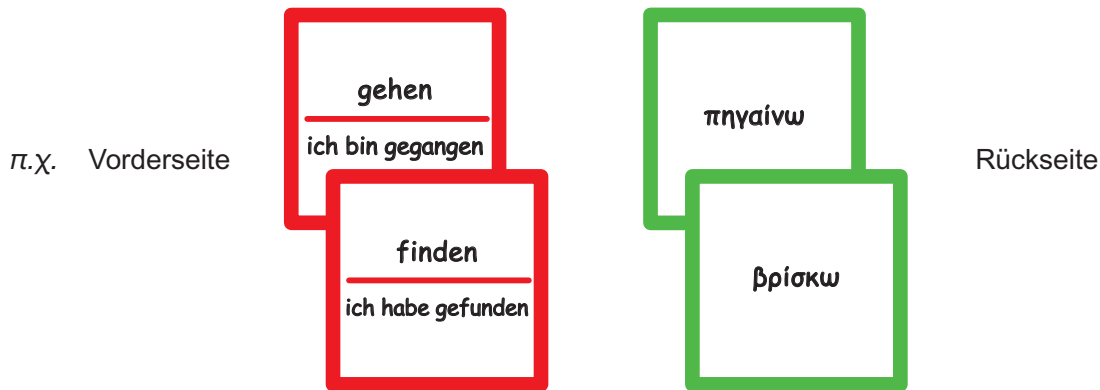 π.χ. Vorderseite
gehen
ich bin gegangen
finden
ich habe gefunden
πηγαίνω
βρίσκω
Rückseite